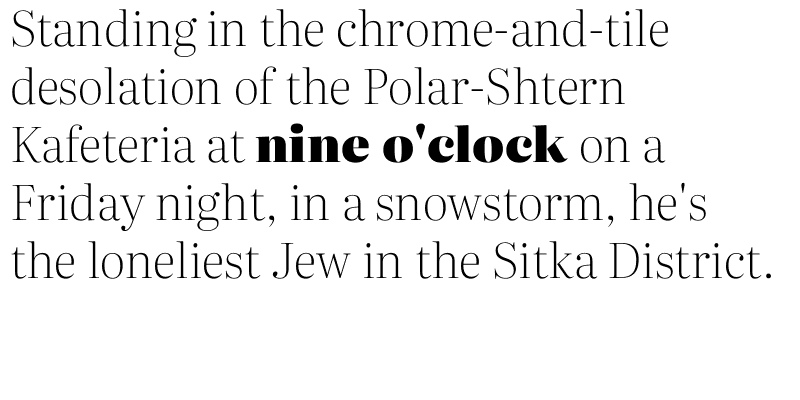 Standing in the chrome-and-tile
desolation of the Polar-Shtern
Kafeteria at nine o'clock on a
Friday night, in a snowstorm, he's
the loneliest Jew in the Sitka District.